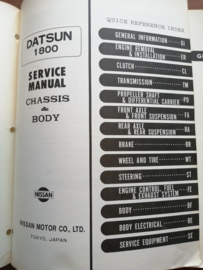 DATSUN
1800
SERVICE
MANUAL
CHASSIS
&
BODY
NISSAN
NISSAN MOTOR CO., LTD.
TOKYO, JAPAN
QUICK REFERENCE INDEX
GENERAL INFORMATION GI
ENGINE REMOVAL
& INSTALLATION ER
CLUTCH CL
TRANSMISSION TM
PROPELLER SHAFT
& DIFFERENTIAL CARRIER PD
FRONT AXLE
& FRONT SUSPENSION FA
REAR AXLE
& REAR SUSPENSION RA
BRAKE BR
WHEEL AND TIRE WT
STEERING ST
ENGINE CONTROL, FUEL
& EXHAUST SYSTEM FE
BODY BF
BODY ELECTRICAL BE
SERVICE EQUIPMENT SE